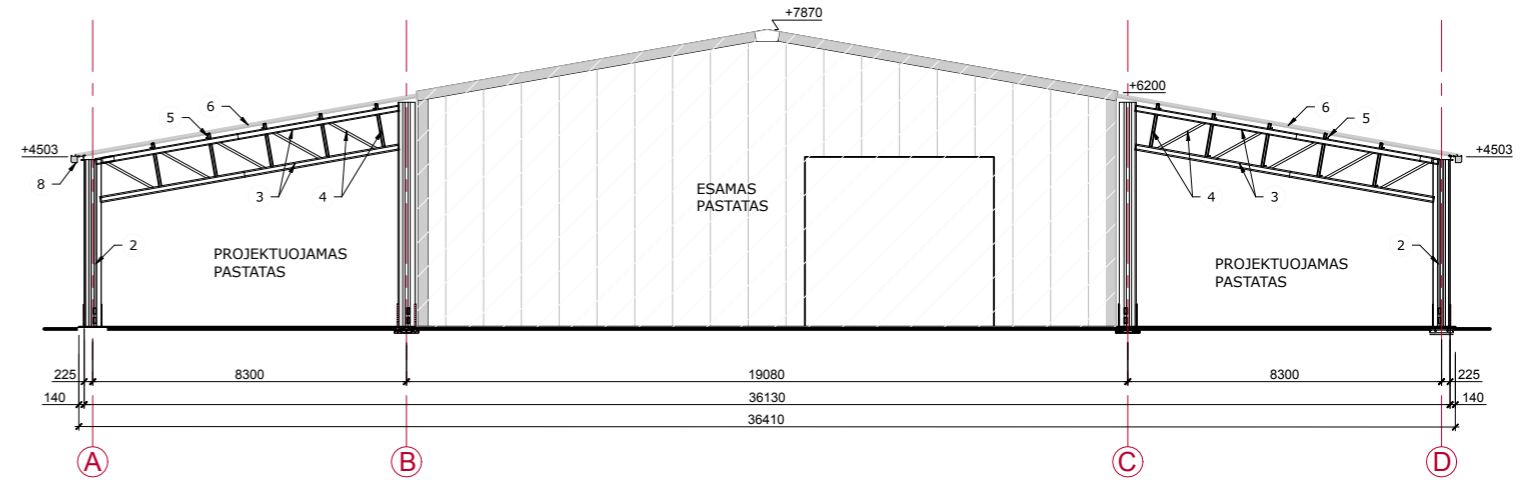 +7870
+6200
6
5
6
5
+4503
+4503
8
3
4
4
3
ESAMAS
PASTATAS
2
2
PROJEKTUOJAMAS
PASTATAS
PROJEKTUOJAMAS
PASTATAS
225
8300
19080
8300
225
140
36130
140
36410
A
B
C
D